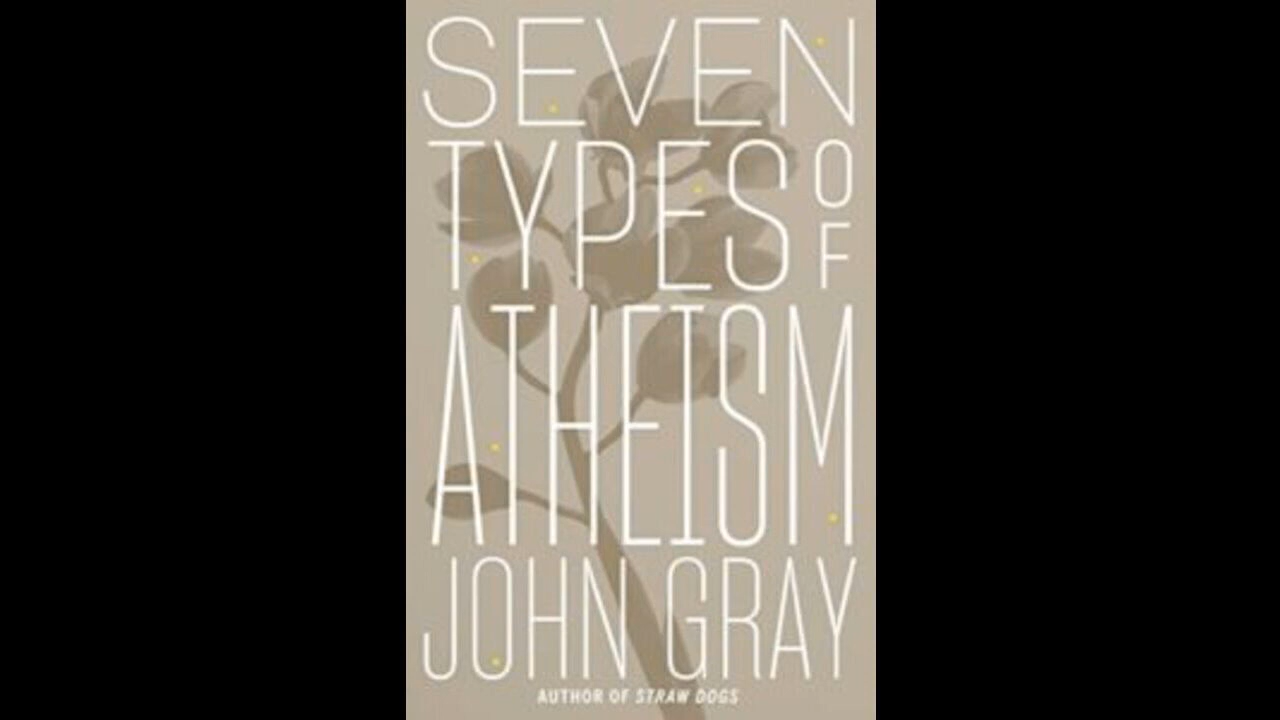 SEVEN
TYPES OF
ATHEISM
JOHN GRAY
AUTHOR OF STRAW DOGS